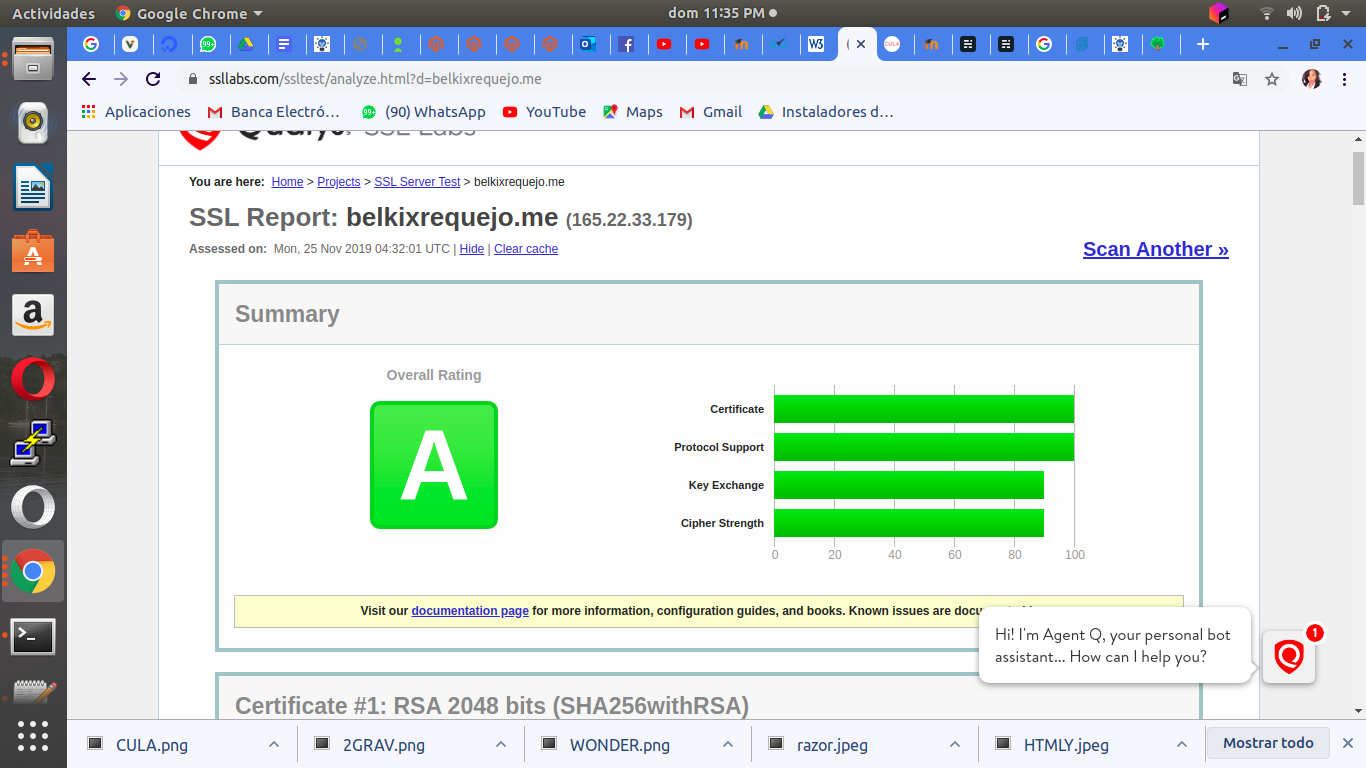 Actividades Google Chrome dom 11:35 PM
ssllabs.com/ssltest/analyze.html?d=belkixrequejo.me
Aplicaciones Banca Electró… (90) WhatsApp YouTube Maps Gmail Instaladores d…
SSL Labs
You are here: Home > Projects > SSL Server Test > belkixrequejo.me
SSL Report: belkixrequejo.me (165.22.33.179)
Assessed on: Mon, 25 Nov 2019 04:32:01 UTC | Hide | Clear cache
Scan Another »
Summary
Overall Rating
A
Certificate
Protocol Support
Key Exchange
Cipher Strength
0 20 40 60 80 100
Visit our documentation page for more information, configuration guides, and books. Known issues are
Hi! I'm Agent Q, your personal bot
assistant... How can I help you?
1
Certificate #1: RSA 2048 bits (SHA256withRSA)
CULA.png 2GRAV.png WONDER.png razor.jpeg HTMLY.jpeg Mostrar todo